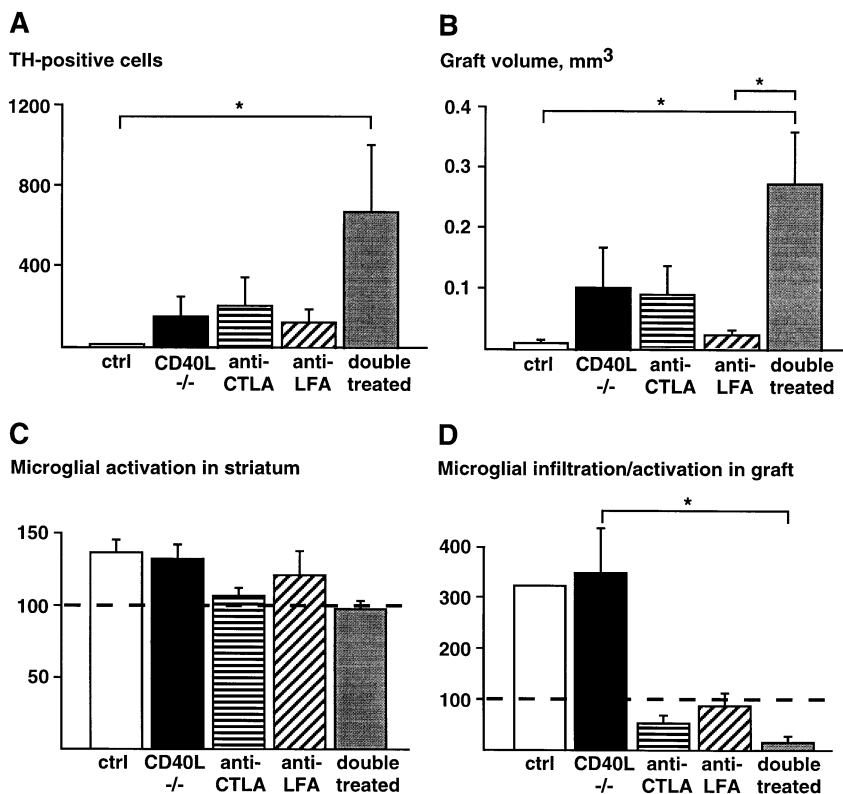 A
TH-positive cells
1200
800
400
*
ctrl
CD40L
-/-
anti-
CTLA
anti-
LFA
double
treated
B
Graft volume, mm³
0.4
0.3
0.2
0.1
*
*
ctrl
CD40L
-/-
anti-
CTLA
anti-
LFA
double
treated
C
Microglial activation in striatum
150
100
50
ctrl
CD40L
-/-
anti-
CTLA
anti-
LFA
double
treated
D
Microglial infiltration/activation in graft
400
300
200
100
*
ctrl
CD40L
-/-
anti-
CTLA
anti-
LFA
double
treated